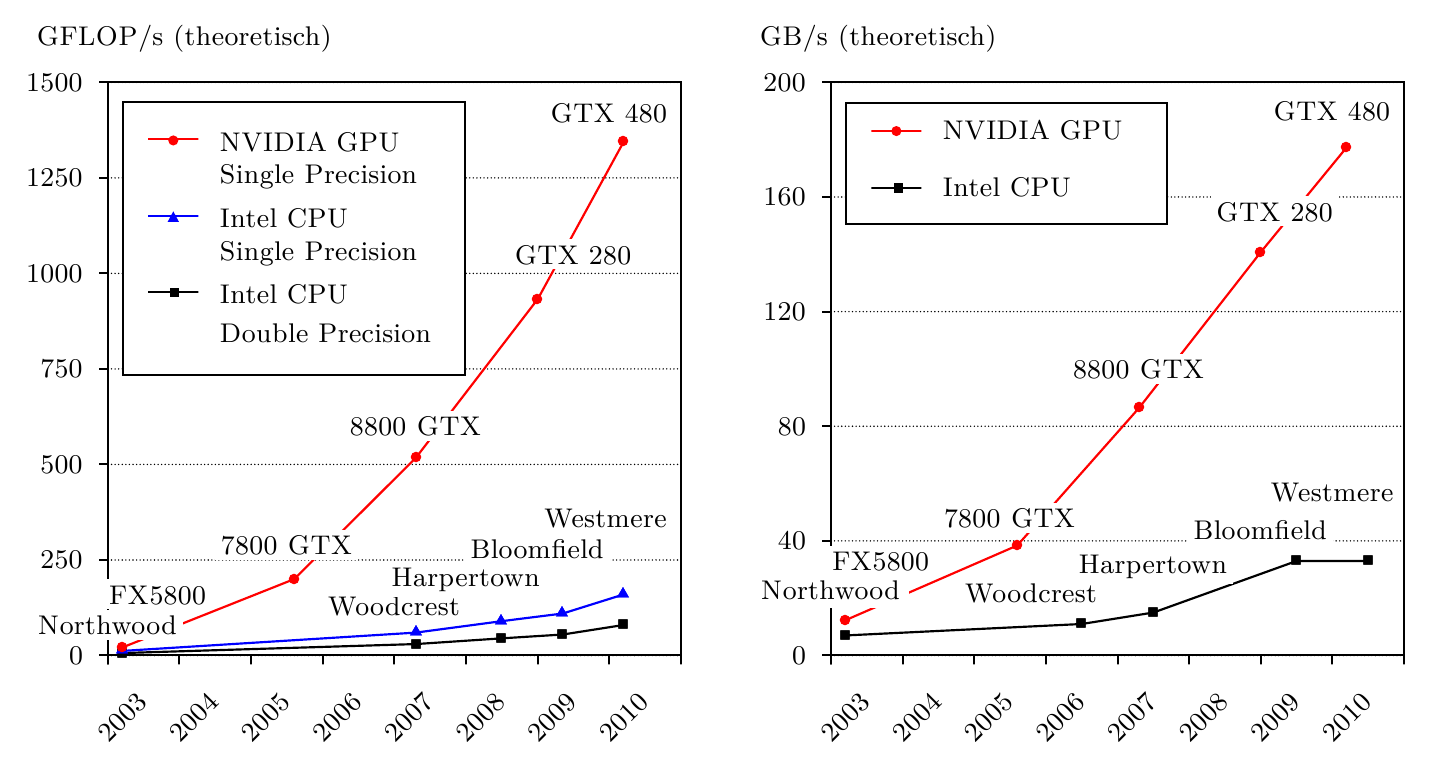 GFLOP/s (theoretisch)
1500
1250
1000
750
500
250
0
NVIDIA GPU
Single Precision
Intel CPU
Single Precision
Intel CPU
Double Precision
GTX 480
GTX 280
8800 GTX
7800 GTX
FX5800
Northwood
Westmere
Bloomfield
Harpertown
Woodcrest
2003
2004
2005
2006
2007
2008
2009
2010
GB/s (theoretisch)
200
160
120
80
40
0
NVIDIA GPU
Intel CPU
GTX 480
GTX 280
8800 GTX
7800 GTX
FX5800
Northwood
Westmere
Bloomfield
Harpertown
Woodcrest
2003
2004
2005
2006
2007
2008
2009
2010